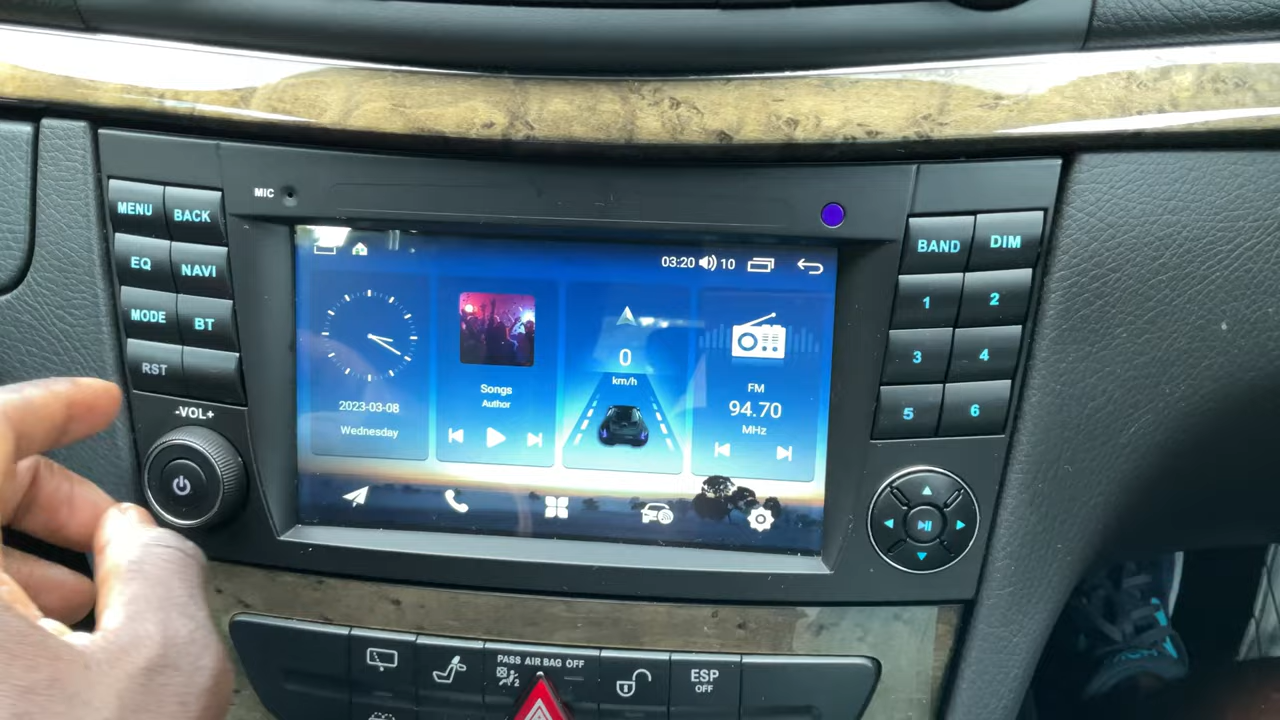 MIC
MENU
BACK
EQ
NAVI
MODE
BT
RST
-VOL+
03:20
10
2023-03-08
Wednesday
Songs
Author
0
km/h
FM
94.70
MHz
BAND
DIM
1
2
3
4
5
6
PASS AIR BAG OFF
2
ESP
OFF